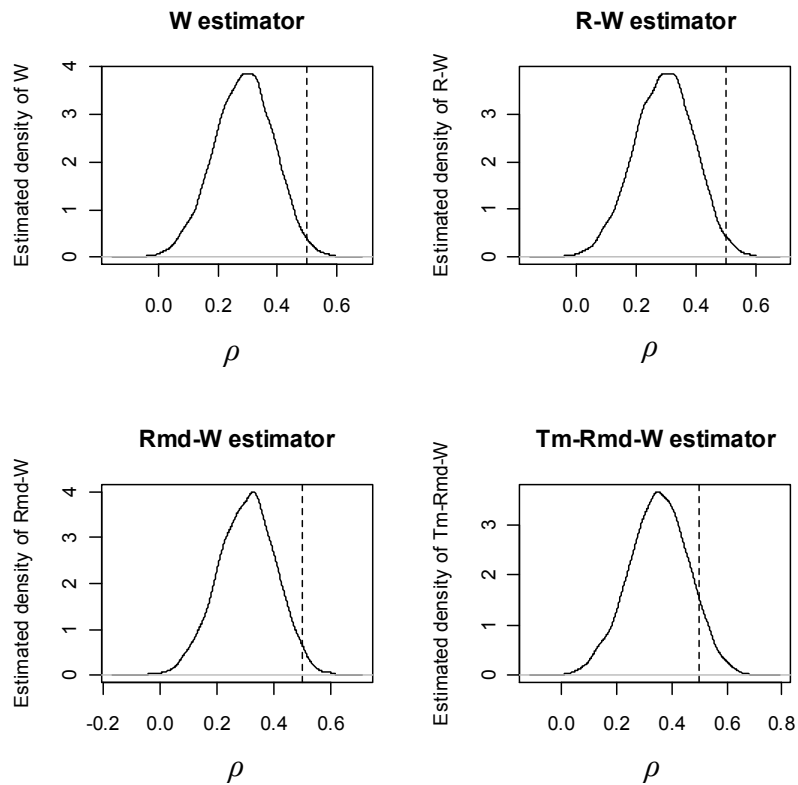 W estimator
Estimated density of W
4
3
2
1
0
0.0 0.2 0.4 0.6
ρ
R-W estimator
Estimated density of R-W
3
2
1
0
0.0 0.2 0.4 0.6
ρ
Rmd-W estimator
Estimated density of Rmd-W
4
3
2
1
0
-0.2 0.0 0.2 0.4 0.6
ρ
Tm-Rmd-W estimator
Estimated density of Tm-Rmd-W
3
2
1
0
0.0 0.2 0.4 0.6 0.8
ρ